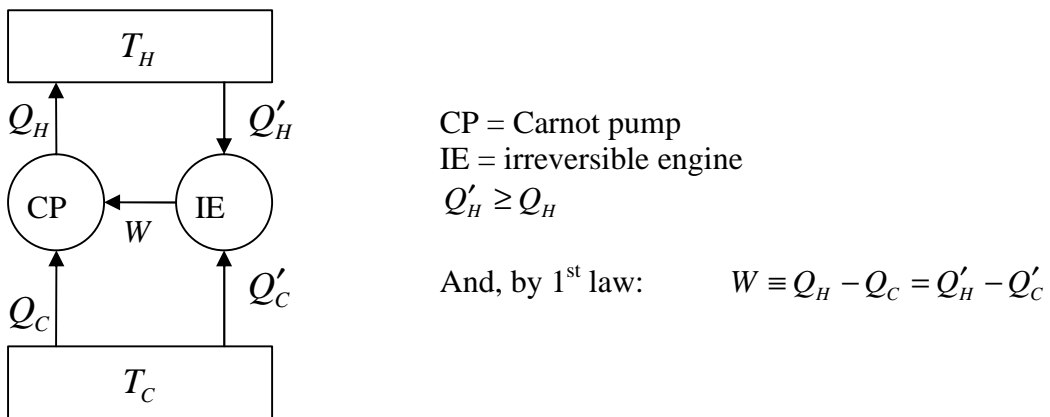 T_H
Q_H
Q′_H
CP
IE
W
Q_C
Q′_C
T_C
CP = Carnot pump
IE = irreversible engine
Q′_H ≥ Q_H
And, by 1st law: W ≡ Q_H − Q_C = Q′_H − Q′_C